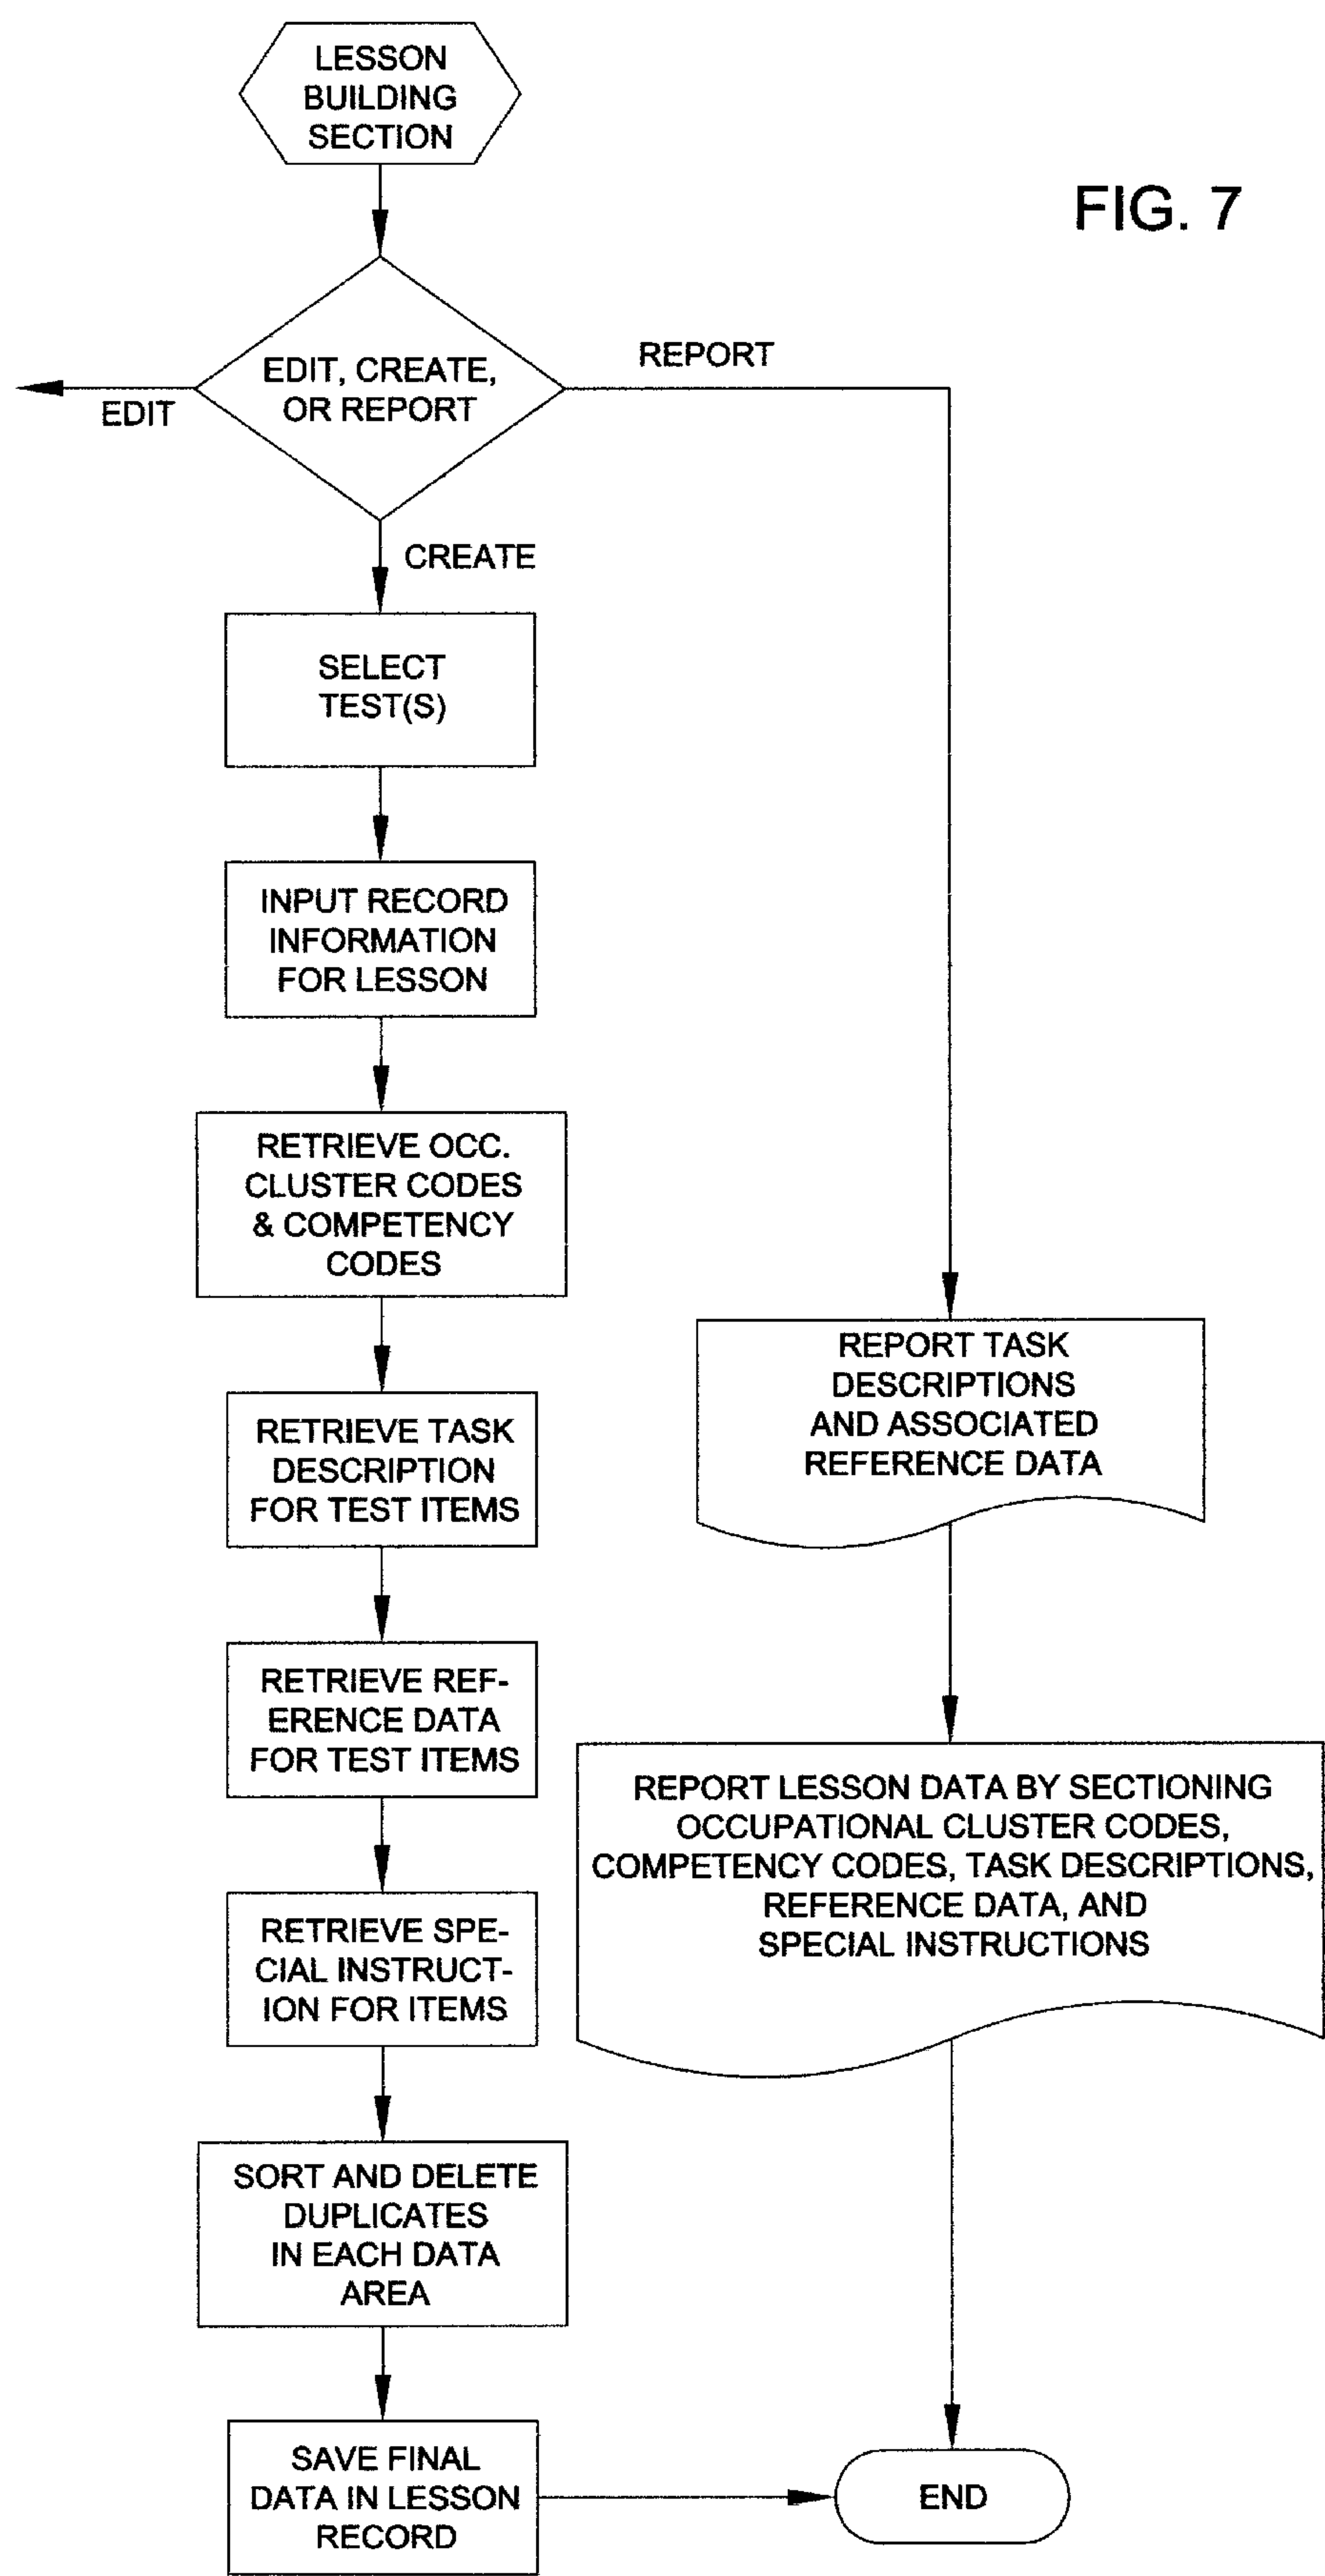 LESSON
BUILDING
SECTION
FIG. 7
EDIT, CREATE,
OR REPORT
REPORT
EDIT
CREATE
SELECT
TEST(S)
INPUT RECORD
INFORMATION
FOR LESSON
RETRIEVE OCC.
CLUSTER CODES
& COMPETENCY
CODES
RETRIEVE TASK
DESCRIPTION
FOR TEST ITEMS
RETRIEVE REF-
ERENCE DATA
FOR TEST ITEMS
RETRIEVE SPE-
CIAL INSTRUCT-
ION FOR ITEMS
SORT AND DELETE
DUPLICATES
IN EACH DATA
AREA
SAVE FINAL
DATA IN LESSON
RECORD
REPORT TASK
DESCRIPTIONS
AND ASSOCIATED
REFERENCE DATA
REPORT LESSON DATA BY SECTIONING
OCCUPATIONAL CLUSTER CODES,
COMPETENCY CODES, TASK DESCRIPTIONS,
REFERENCE DATA, AND
SPECIAL INSTRUCTIONS
END